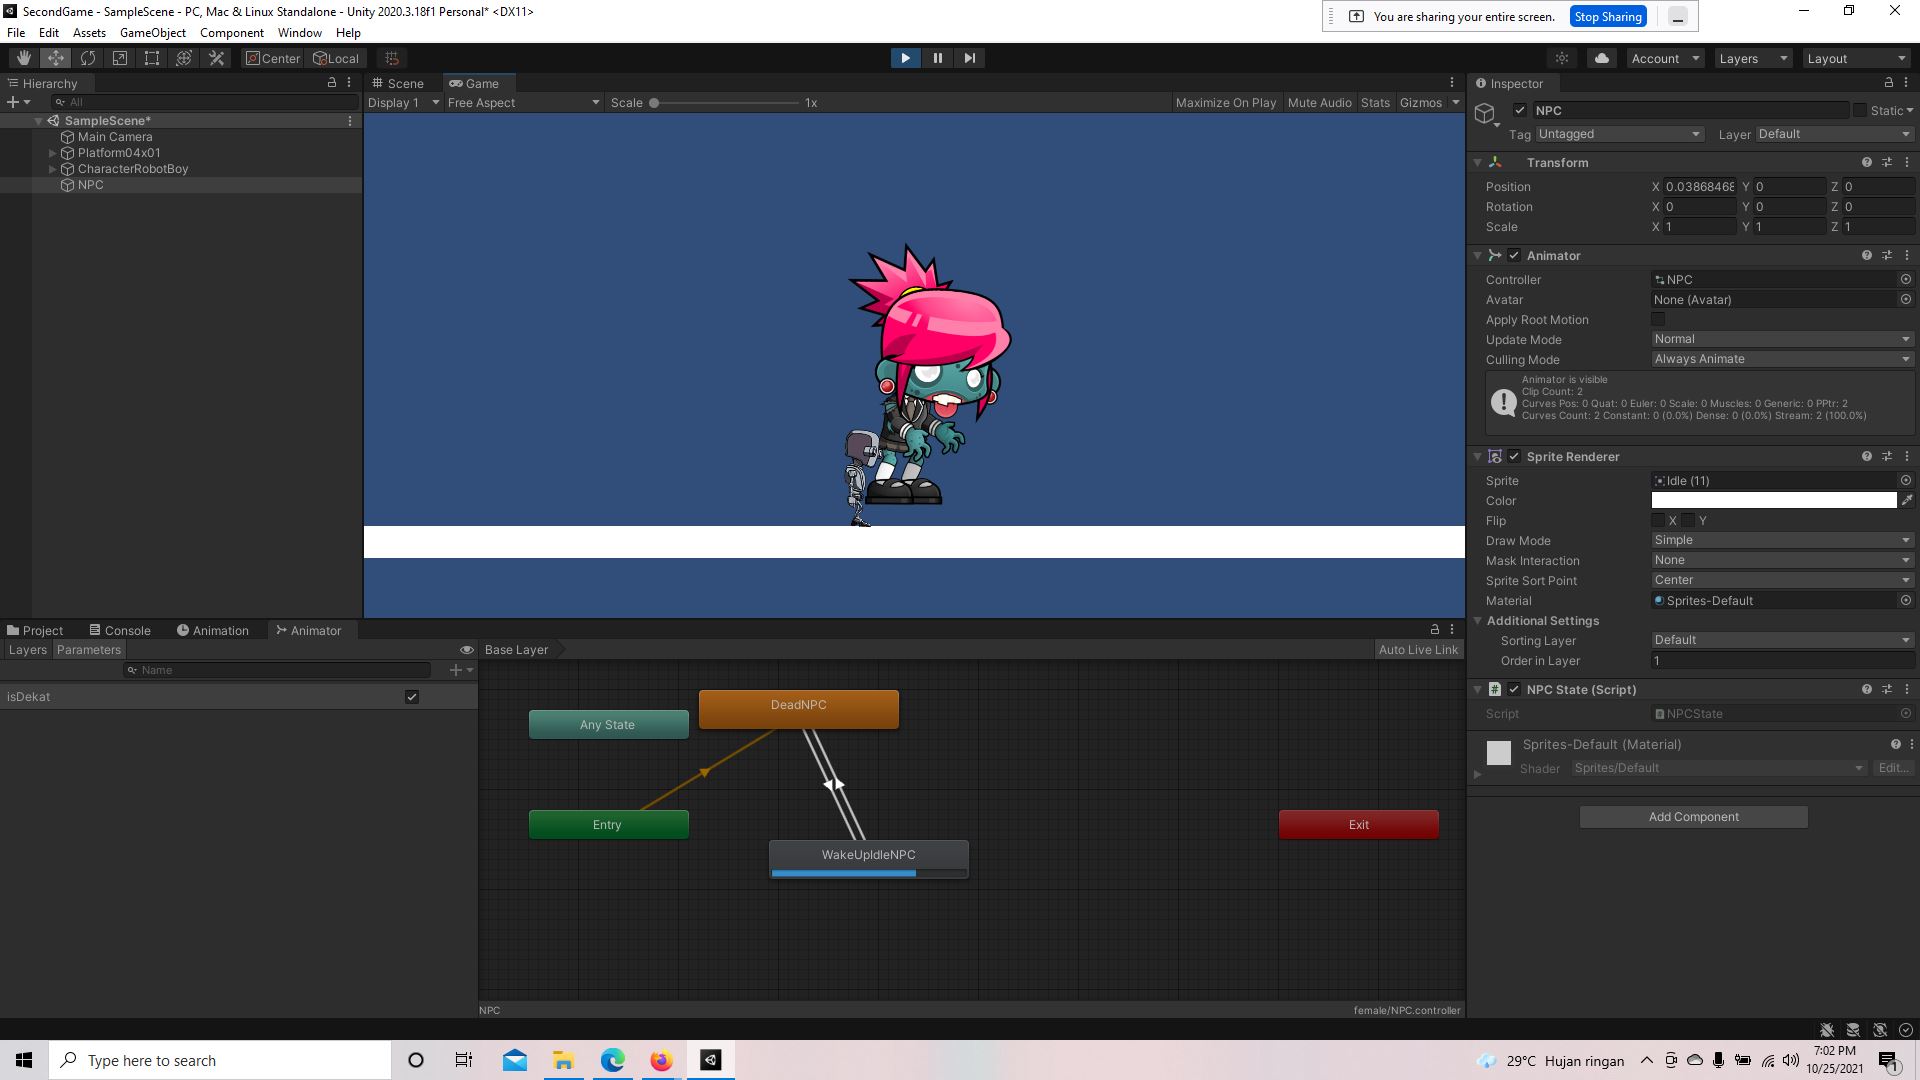 SecondGame - SampleScene - PC, Mac & Linux Standalone - Unity 2020.3.18f1 Personal* <DX11>
You are sharing your entire screen.
Stop Sharing
File Edit Assets GameObject Component Window Help
Center
Local
Account
Layers
Layout
Hierarchy
All
SampleScene*
Main Camera
Platform04x01
CharacterRobotBoy
NPC
Scene
Game
Display 1
Free Aspect
Scale
1x
Maximize On Play
Mute Audio
Stats
Gizmos
Inspector
NPC
Static
Tag Untagged
Layer Default
Transform
Position X 0.03868468 Y 0 Z 0
Rotation X 0 Y 0 Z 0
Scale X 1 Y 1 Z 1
Animator
Controller NPC
Avatar None (Avatar)
Apply Root Motion
Update Mode Normal
Culling Mode Always Animate
Animator is visible
Clip Count: 2
Curves Pos: 0 Quat: 0 Euler: 0 Scale: 0 Muscles: 0 Generic: 0 PPtr: 2
Curves Count: 2 Constant: 0 (0.0%) Dense: 0 (0.0%) Stream: 2 (100.0%)
Sprite Renderer
Sprite Idle (11)
Color
Flip X Y
Draw Mode Simple
Mask Interaction None
Sprite Sort Point Center
Material Sprites-Default
Additional Settings
Sorting Layer Default
Order in Layer 1
NPC State (Script)
Script NPCState
Sprites-Default (Material)
Shader Sprites/Default Edit...
Add Component
Project
Console
Animation
Animator
Layers
Parameters
Base Layer
Auto Live Link
Name
isDekat
DeadNPC
Any State
Entry
Exit
WakeUpIdleNPC
NPC
female/NPC.controller
Type here to search
29°C Hujan ringan
7:02 PM
10/25/2021
1